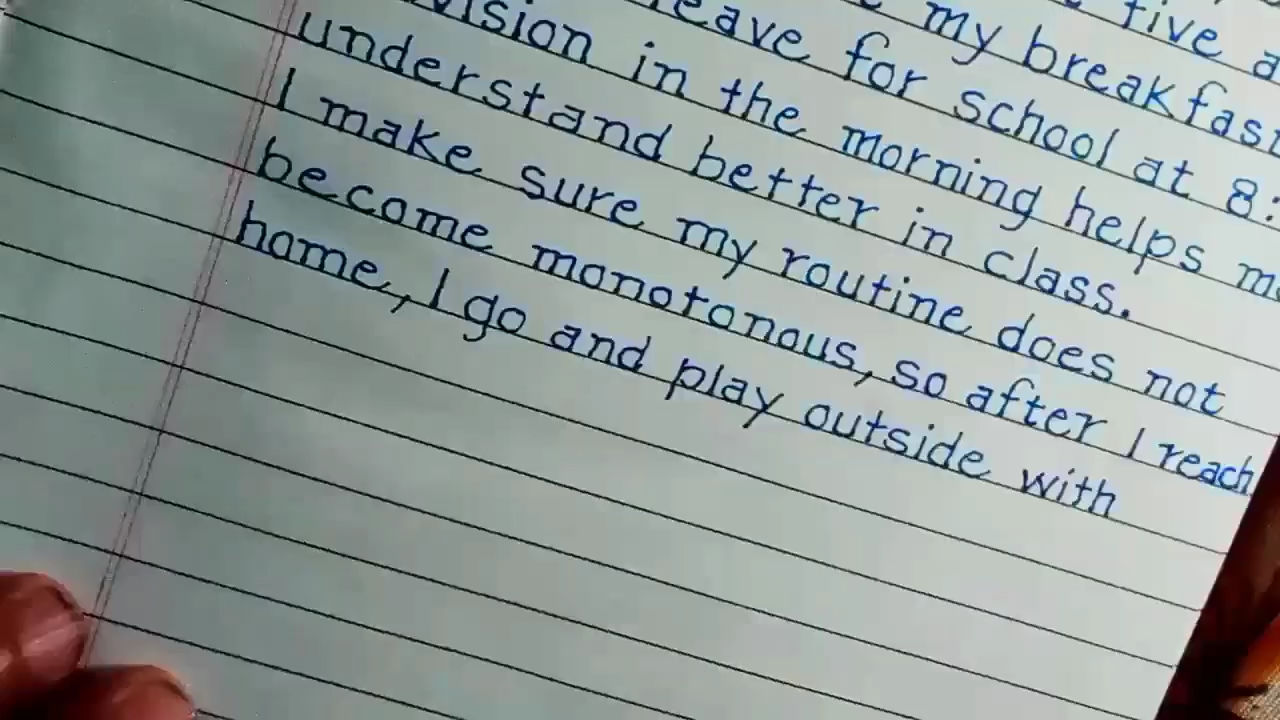 five
my breakfast
leave for school at 8:
vision in the morning helps
understand better in class.
I make sure my routine does not
become monotonous, so after I reach
home, I go and play outside with